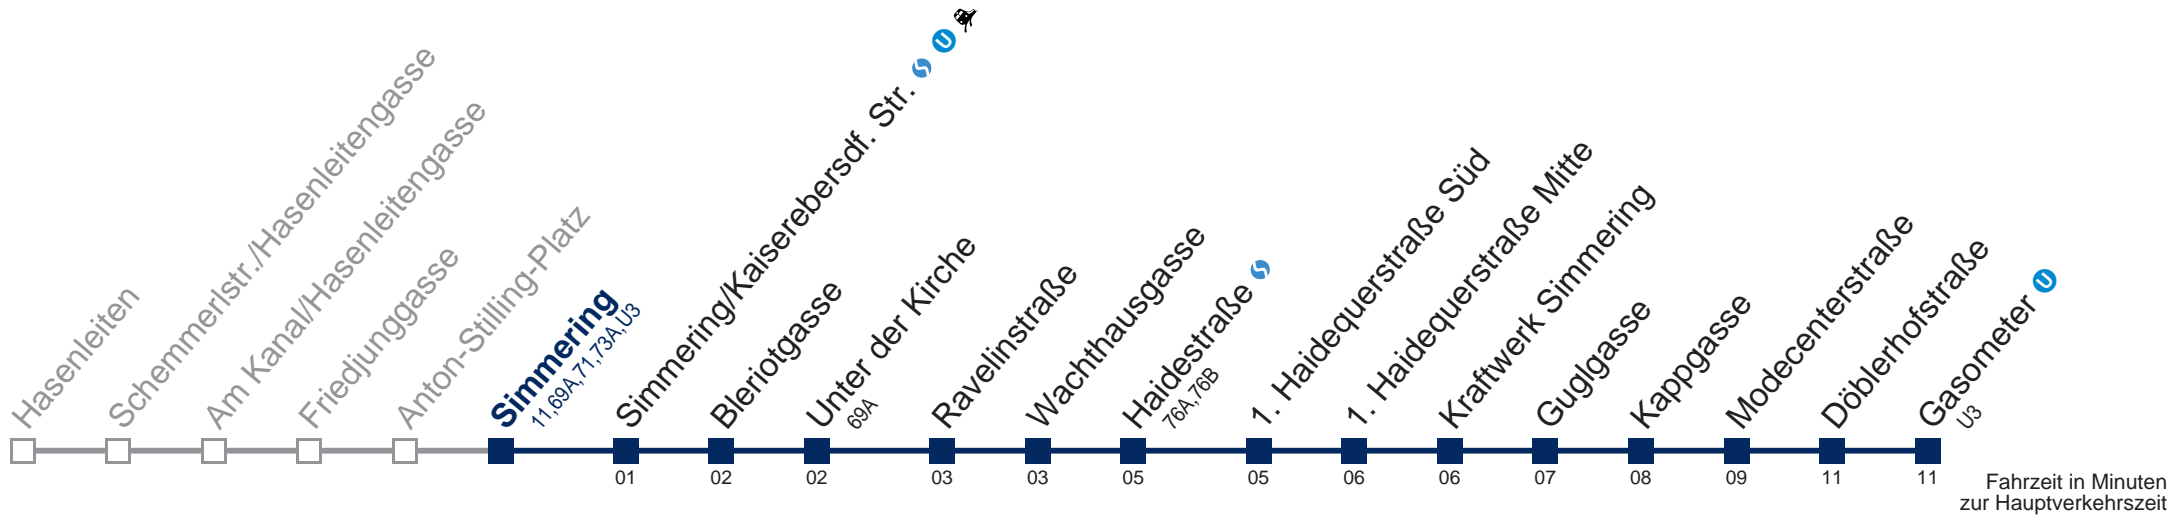 Hasenleiten
Schemmerlstr./Hasenleitengasse
Am Kanal/Hasenleitengasse
Friedjunggasse
Anton-Stilling-Platz
Simmering
11,69A,71,73A,U3
Simmering/Kaiserebersdf. Str. S U
Bleriotgasse
Unter der Kirche
69A
Ravelinstraße
Wachthausgasse
Haidestraße S
76A,76B
1. Haidequerstraße Süd
1. Haidequerstraße Mitte
Kraftwerk Simmering
Guglgasse
Kappgasse
Modecenterstraße
Döblerhofstraße
Gasometer U
U3
01 02 02 03 03 05 05 06 06 07 08 09 11 11
Fahrzeit in Minuten
zur Hauptverkehrszeit